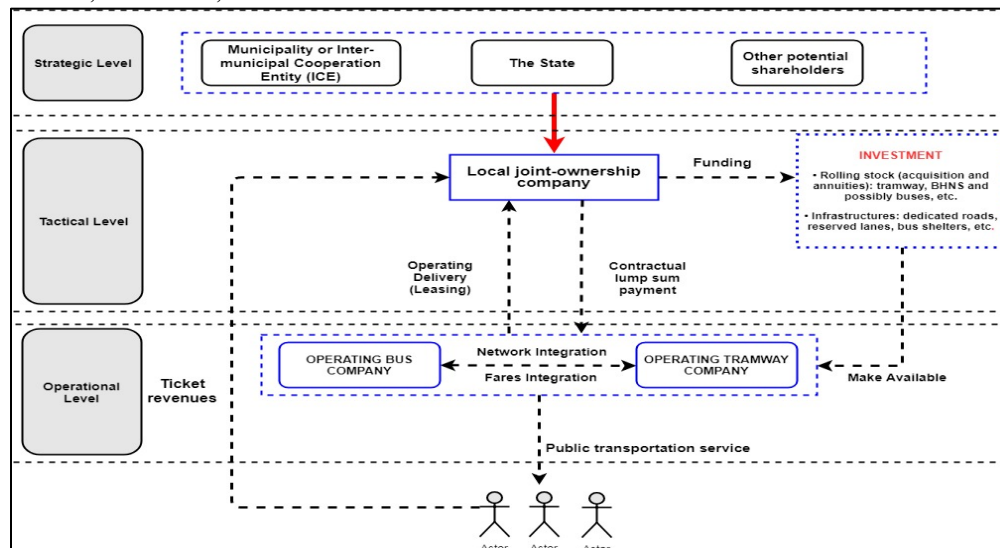 Strategic Level
Municipality or Inter-
municipal Cooperation
Entity (ICE)
The State
Other potential
shareholders
Tactical Level
Local joint-ownership
company
Funding
INVESTMENT
• Rolling stock (acquisition and
annuities): tramway, BHNS and
possibly buses, etc.
• Infrastructures: dedicated roads,
reserved lanes, bus shelters, etc.
Operating
Delivery
(Leasing)
Contractual
lump sum
payment
Operational
Level
Ticket
revenues
OPERATING BUS
COMPANY
Network Integration
Fares Integration
OPERATING TRAMWAY
COMPANY
Make Available
Public transportation service